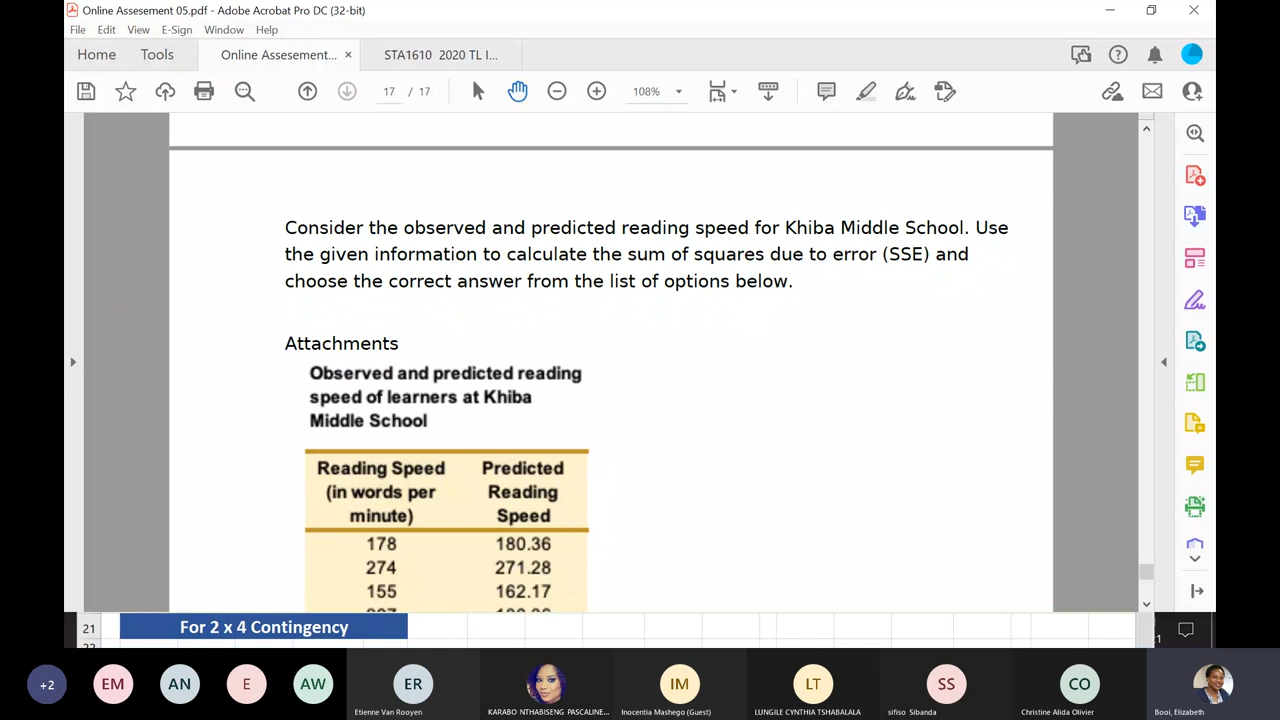 Online Assesement 05.pdf - Adobe Acrobat Pro DC (32-bit)
File Edit View E-Sign Window Help
Home Tools Online Assesement... × STA1610 2020 TL I...
17 / 17 108%
Consider the observed and predicted reading speed for Khiba Middle School. Use
the given information to calculate the sum of squares due to error (SSE) and
choose the correct answer from the list of options below.
Attachments
Observed and predicted reading
speed of learners at Khiba
Middle School
Reading Speed Predicted
(in words per Reading
minute) Speed
178 180.36
274 271.28
155 162.17
21 For 2 x 4 Contingency
+2 EM AN E AW ER IM LT SS CO
Etienne Van Rooyen KARABO NTHABISENG PASCALINE... Inocentia Mashego (Guest) LUNGILE CYNTHIA TSHABALALA sifiso Sibanda Christine Alida Olivier Booi, Elizabeth